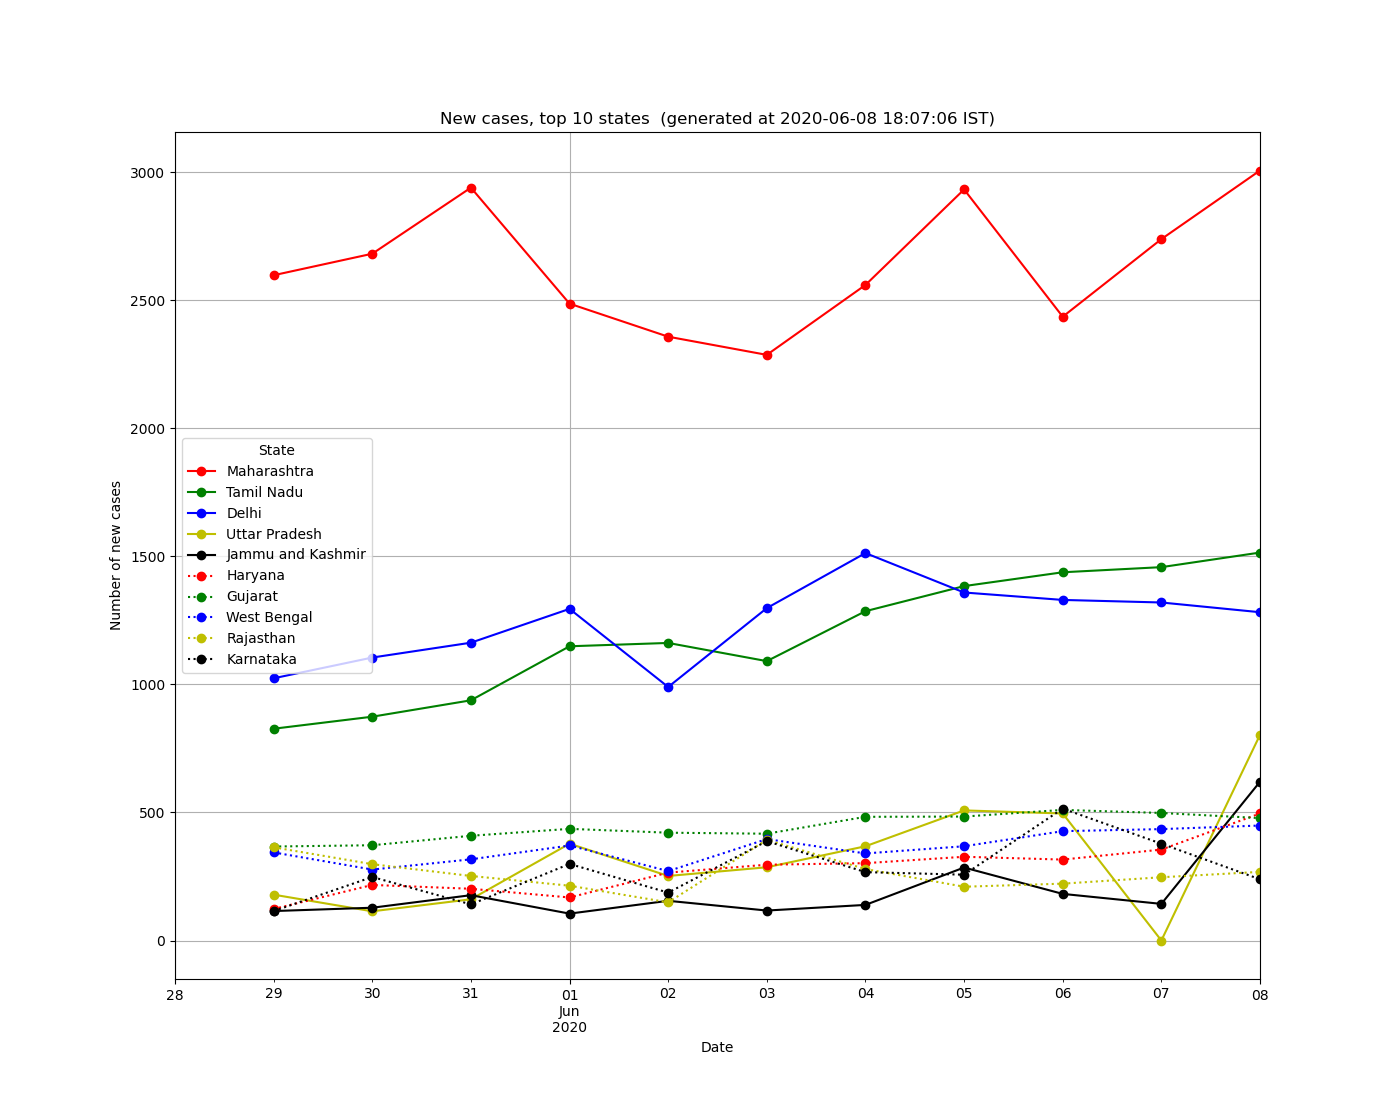 New cases, top 10 states  (generated at 2020-06-08 18:07:06 IST)
3000
2500
2000
1500
1000
500
0
Number of new cases
State
Maharashtra
Tamil Nadu
Delhi
Uttar Pradesh
Jammu and Kashmir
Haryana
Gujarat
West Bengal
Rajasthan
Karnataka
28 29 30 31 01 02 03 04 05 06 07 08
Jun
2020
Date